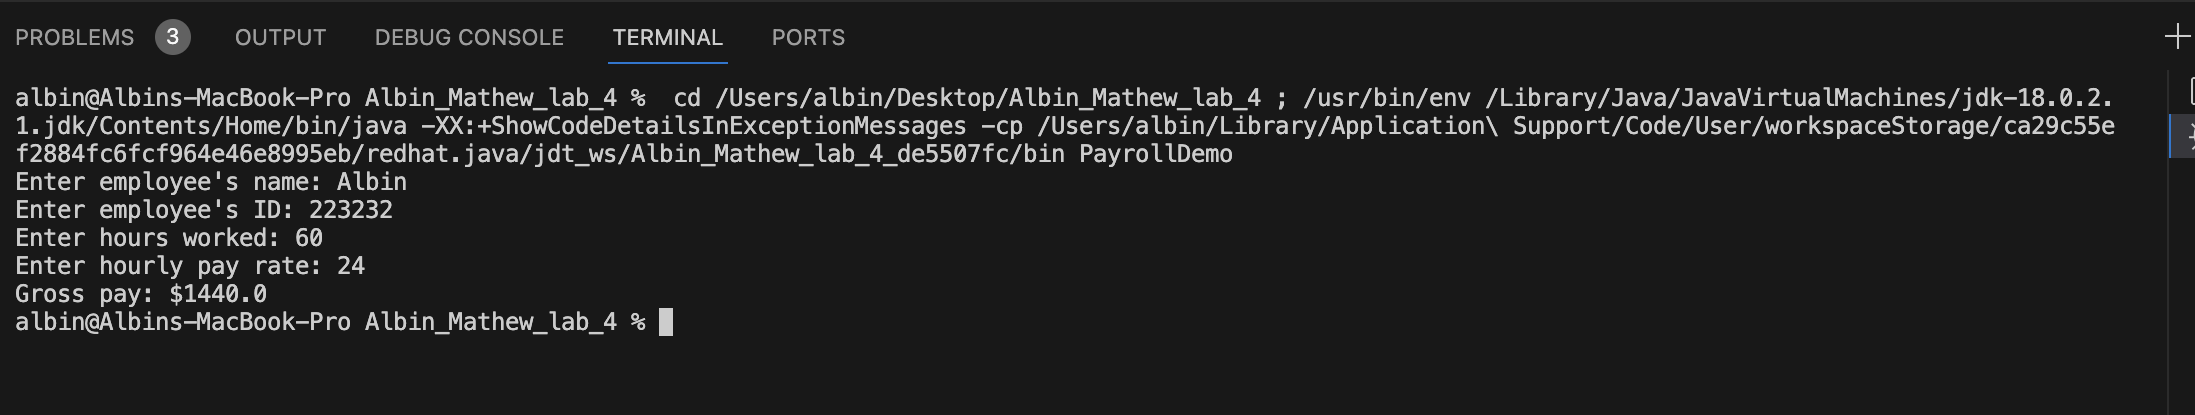 PROBLEMS 3 OUTPUT DEBUG CONSOLE TERMINAL PORTS
albin@Albins-MacBook-Pro Albin_Mathew_lab_4 %  cd /Users/albin/Desktop/Albin_Mathew_lab_4 ; /usr/bin/env /Library/Java/JavaVirtualMachines/jdk-18.0.2.
1.jdk/Contents/Home/bin/java -XX:+ShowCodeDetailsInExceptionMessages -cp /Users/albin/Library/Application\ Support/Code/User/workspaceStorage/ca29c55e
f2884fc6fcf964e46e8995eb/redhat.java/jdt_ws/Albin_Mathew_lab_4_de5507fc/bin PayrollDemo
Enter employee's name: Albin
Enter employee's ID: 223232
Enter hours worked: 60
Enter hourly pay rate: 24
Gross pay: $1440.0
albin@Albins-MacBook-Pro Albin_Mathew_lab_4 %